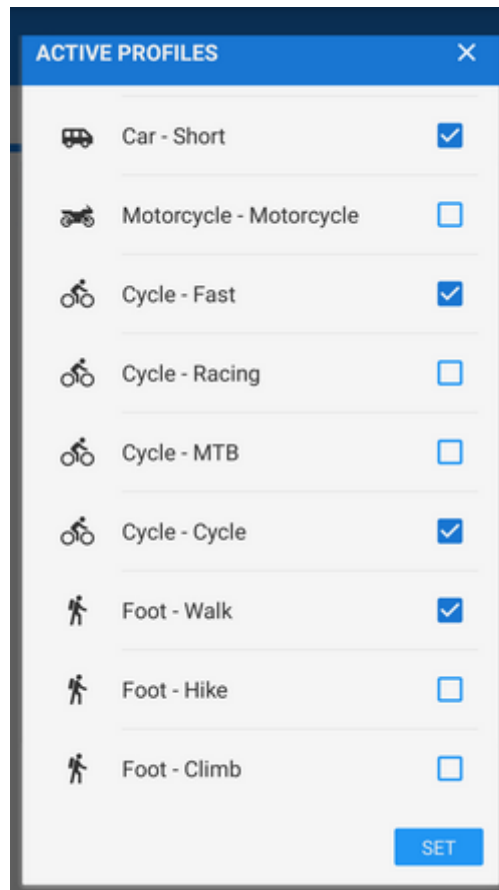 ACTIVE PROFILES
Car - Short
Motorcycle - Motorcycle
Cycle - Fast
Cycle - Racing
Cycle - MTB
Cycle - Cycle
Foot - Walk
Foot - Hike
Foot - Climb
SET